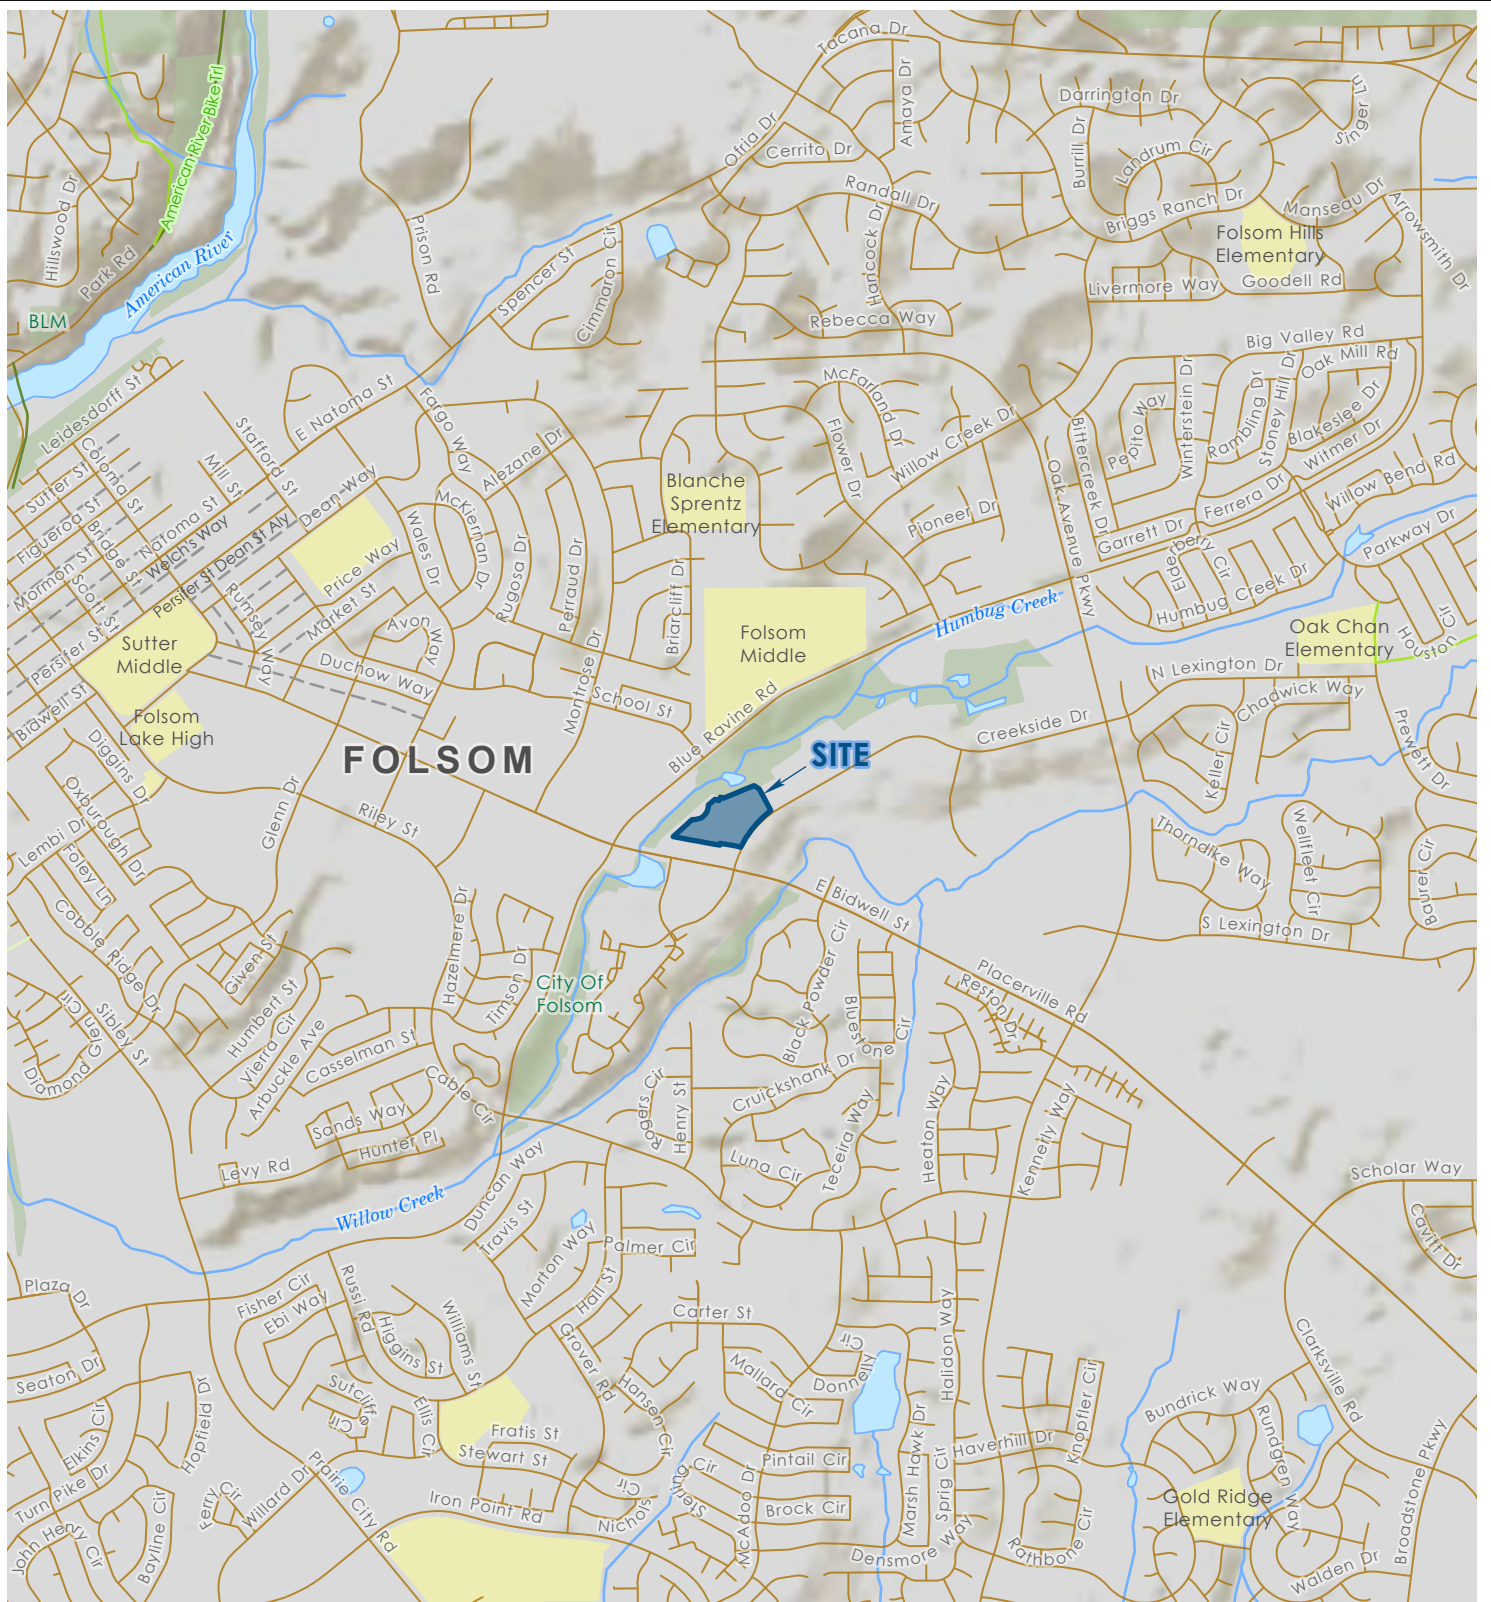 Tacana Dr
Amaya Dr
Darrington Dr
Singer Ln
American River Bike Trl
Ofria Dr
Cerrito Dr
Burrill Dr
Landrum Cir
Hillswood Dr
Randall Dr
Briggs Ranch Dr
Manseau Dr
Arrowsmith Dr
Park Rd
American River
Prison Rd
Spencer St
Cimmaron Cir
Hancock Dr
Folsom Hills
Elementary
Livermore Way
Goodell Rd
BLM
Rebecca Way
Big Valley Rd
Oak Mill Rd
Leidesdorff St
E Natoma St
Fargo Way
McFarland Dr
Willow Creek Dr
Flower Dr
Bittercreek Dr
Pepito Way
Winterstein Dr
Rambling Dr
Stoney Hill Dr
Blakeslee Dr
Witmer Dr
Stafford St
Coloma St
Sutter St
Mill St
Alezane Dr
Blanche
Sprentz
Elementary
Oak Avenue Pkwy
Willow Bend Rd
Figueroa St
Natoma St
Dean Way
McKiernan Dr
Pioneer Dr
Ferrera Dr
Garrett Dr
Parkway Dr
Bridge St
Welch's Way
Dean St Aly
Wales Dr
Mormon St
Price Way
Rugosa Dr
Perraud Dr
Elderberry Cir
Scott St
Persifer St
Rumsey Way
Market St
Avon Way
Briarcliff Dr
Humbug Creek
Humbug Creek Dr
Houston Cir
Sutter
Middle
Persifer St
Bidwell St
Duchow Way
Montrose Dr
School St
Folsom
Middle
Oak Chan
Elementary
N Lexington Dr
Chadwick Way
Folsom
Lake High
Diggins Dr
FOLSOM
Blue Ravine Rd
SITE
Creekside Dr
Keller Cir
Prewett Dr
Oxburough Dr
Lembi Dr
Foley Ln
Glenn Dr
Riley St
Thorndike Way
Wellfleet Cir
Baurer Cir
Cobble Ridge Dr
Given St
Hazelmere Dr
Timson Dr
E Bidwell St
S Lexington Dr
City Of
Folsom
Black Powder Cir
Bluestone Cir
Placerville Rd
Reston Dr
Glen Cir
Diamond
Sibley St
Humbert St
Vierra Cir
Arbuckle Ave
Casselman St
Cable Cir
Sands Way
Hunter Pl
Levy Rd
Rogers Cir
Henry St
Cruickshank Dr
Luna Cir
Teceira Way
Heaton Way
Kennerly Way
Scholar Way
Cavitt Dr
Willow Creek
Duncan Way
Travis St
Morton Way
Palmer Cir
Hall St
Plaza Dr
Fisher Cir
Ebi Way
Russi Rd
Higgins St
Williams St
Grover Rd
Carter St
Donnelly Cir
Mallard Cir
Halidon Way
Clarksville Rd
Seaton Dr
Elkins Cir
Hopfield Dr
Sutcliffe Cir
Ellis Cir
Hansen Cir
Fratis St
Stewart St
Pintail Cir
Marsh Hawk Dr
Sprig Cir
Haverhill Dr
Knopfler Cir
Bundrick Way
Rundgren Way
Broadstone Pkwy
Turn Pike Dr
Ferry Cir
Willard Dr
Prairie City Rd
Iron Point Rd
Nichols Cir
Sterling Cir
McAdoo Dr
Brock Cir
Densmore Way
Rathbone Cir
Gold Ridge
Elementary
John Henry Cir
Bayline Cir
Walden Dr